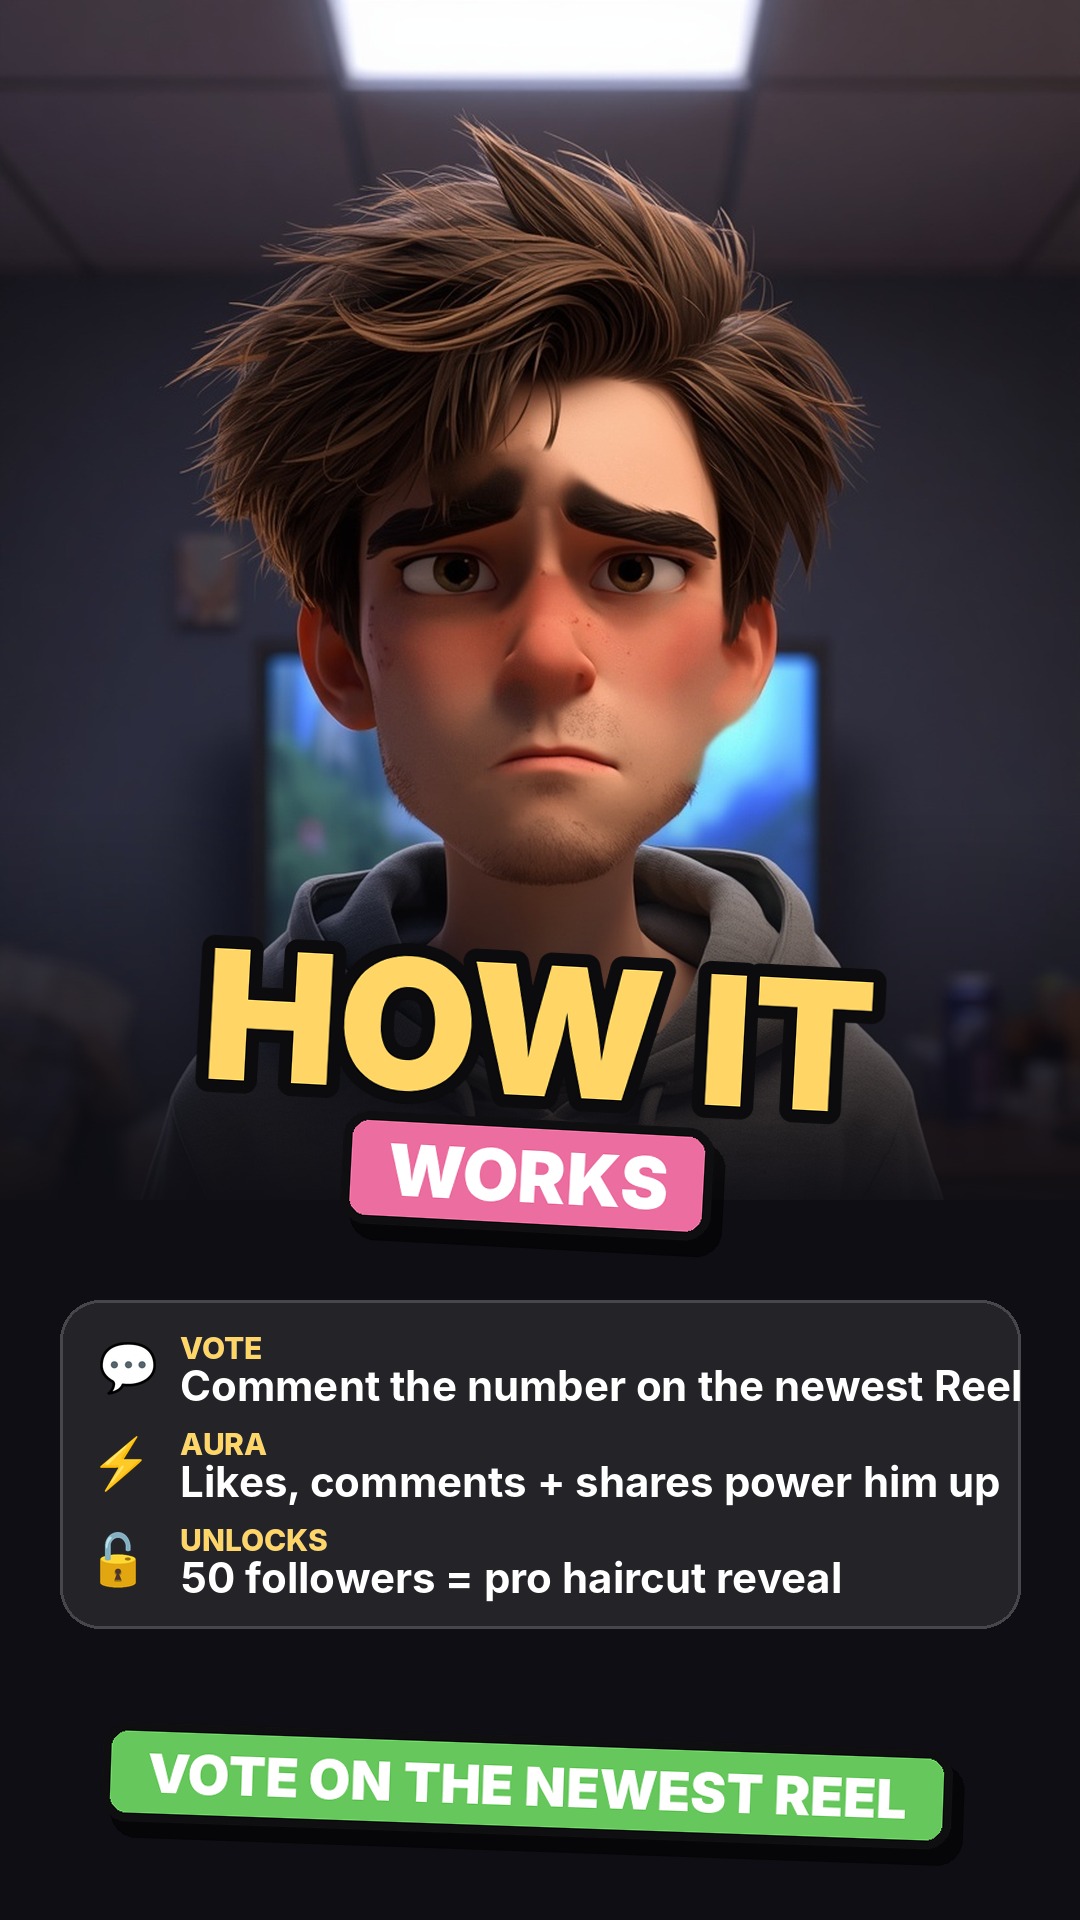 HOW IT
WORKS
VOTE
Comment the number on the newest Reel
AURA
Likes, comments + shares power him up
UNLOCKS
50 followers = pro haircut reveal
VOTE ON THE NEWEST REEL